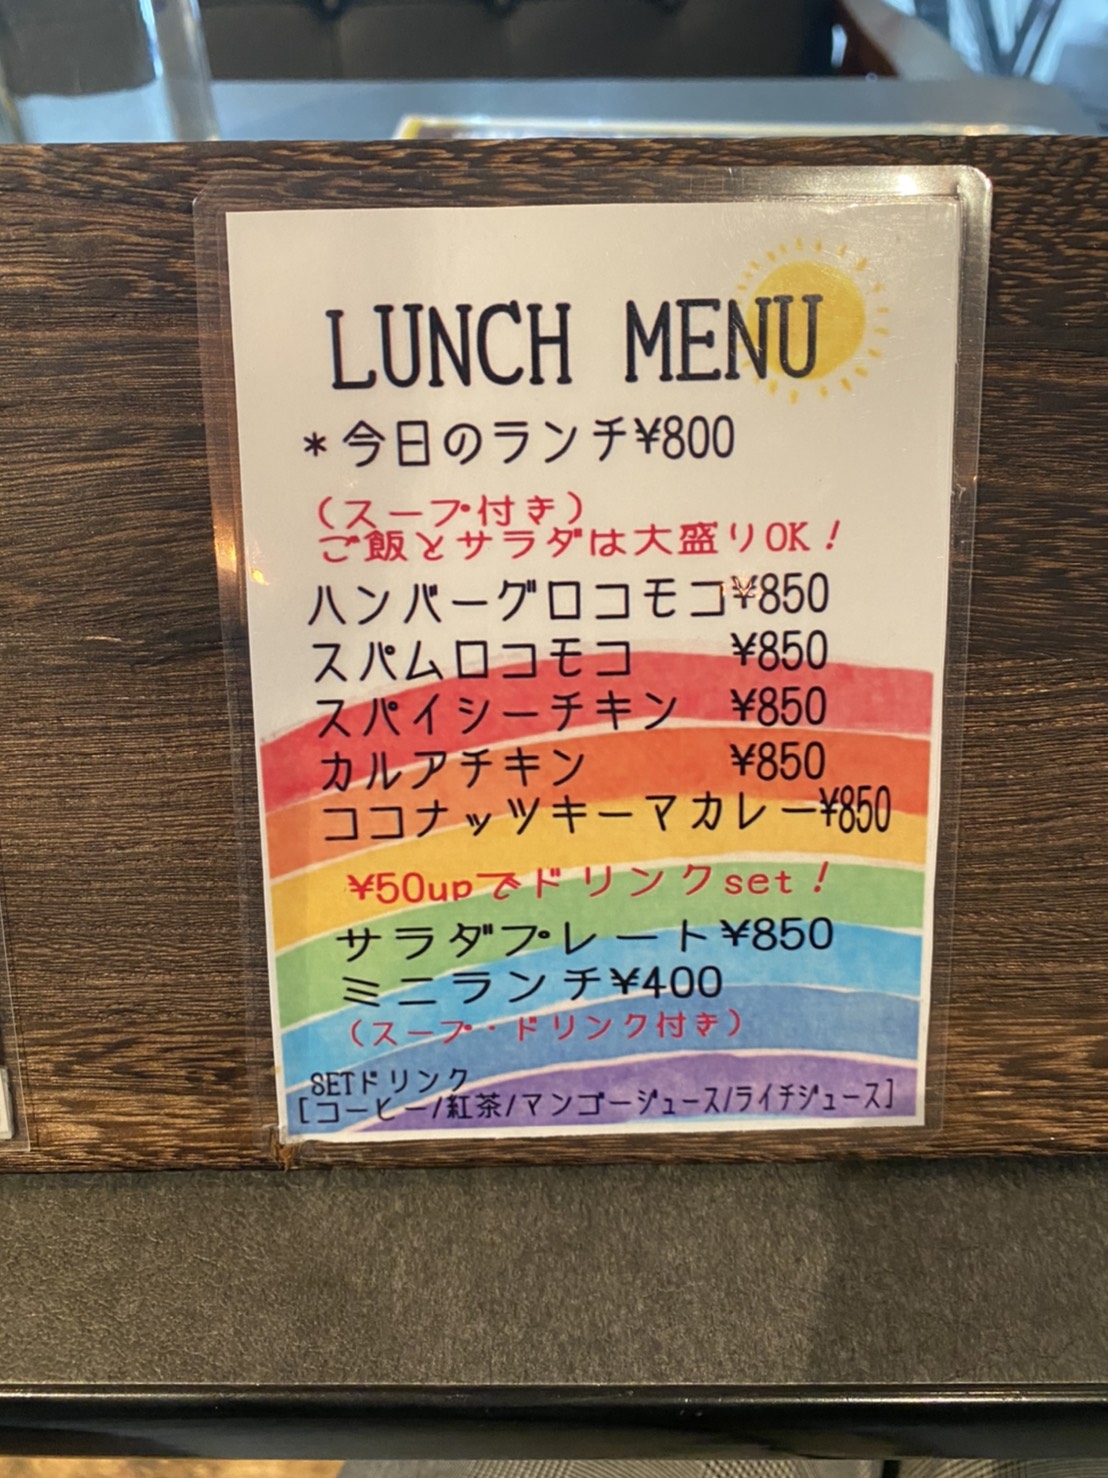 LUNCH MENU
*今日のランチ¥800
(スープ付き)
ご飯とサラダは大盛りOK!
ハンバーグロコモコ¥850
スパムロコモコ ¥850
スパイシーチキン ¥850
カルアチキン ¥850
ココナッツキーマカレー¥850
¥50upでドリンクset!
サラダプレート¥850
ミニランチ¥400
(スープ・ドリンク付き)
SETドリンク
[コーヒー/紅茶/マンゴージュース/ライチジュース]